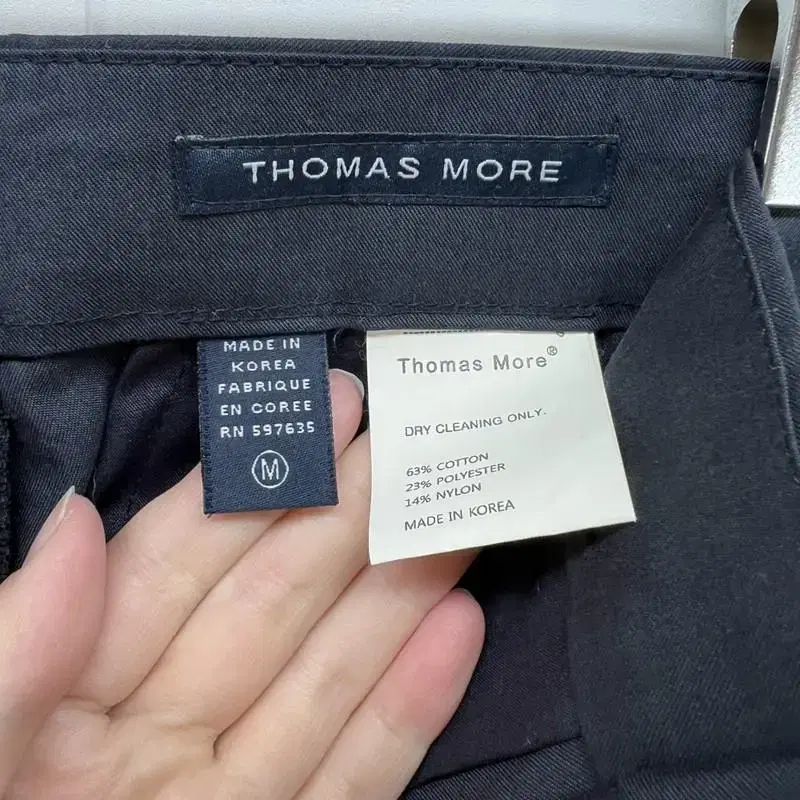 THOMAS MORE
MADE IN
KOREA
FABRIQUE
EN COREE
RN 597635
M
Thomas More®
DRY CLEANING ONLY.
63% COTTON
23% POLYESTER
14% NYLON
MADE IN KOREA